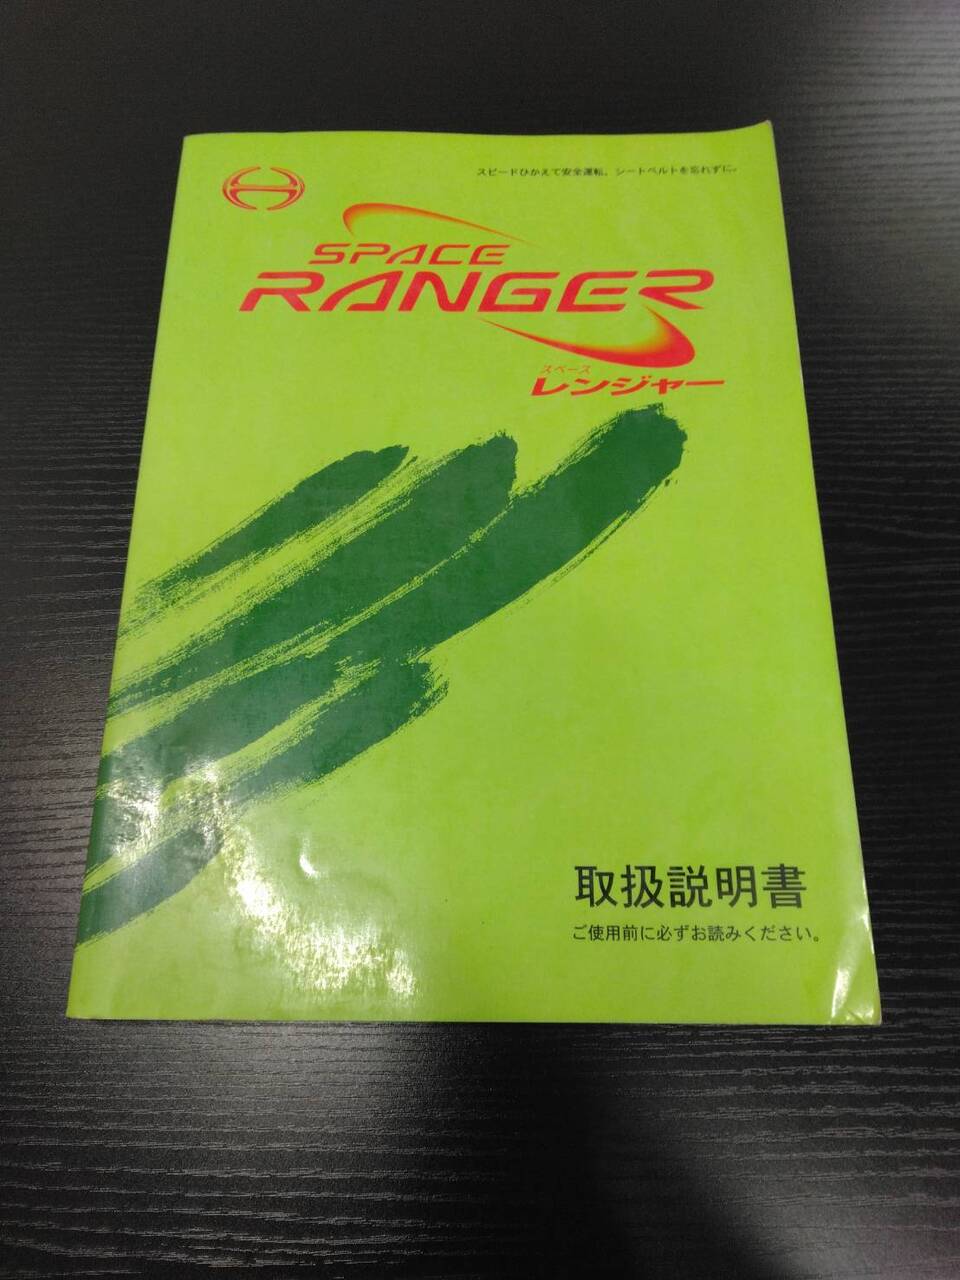 スピードひかえて安全運転、シートベルトを忘れずに。
SPACE
RANGER
スペース
レンジャー
取扱説明書
ご使用前に必ずお読みください。